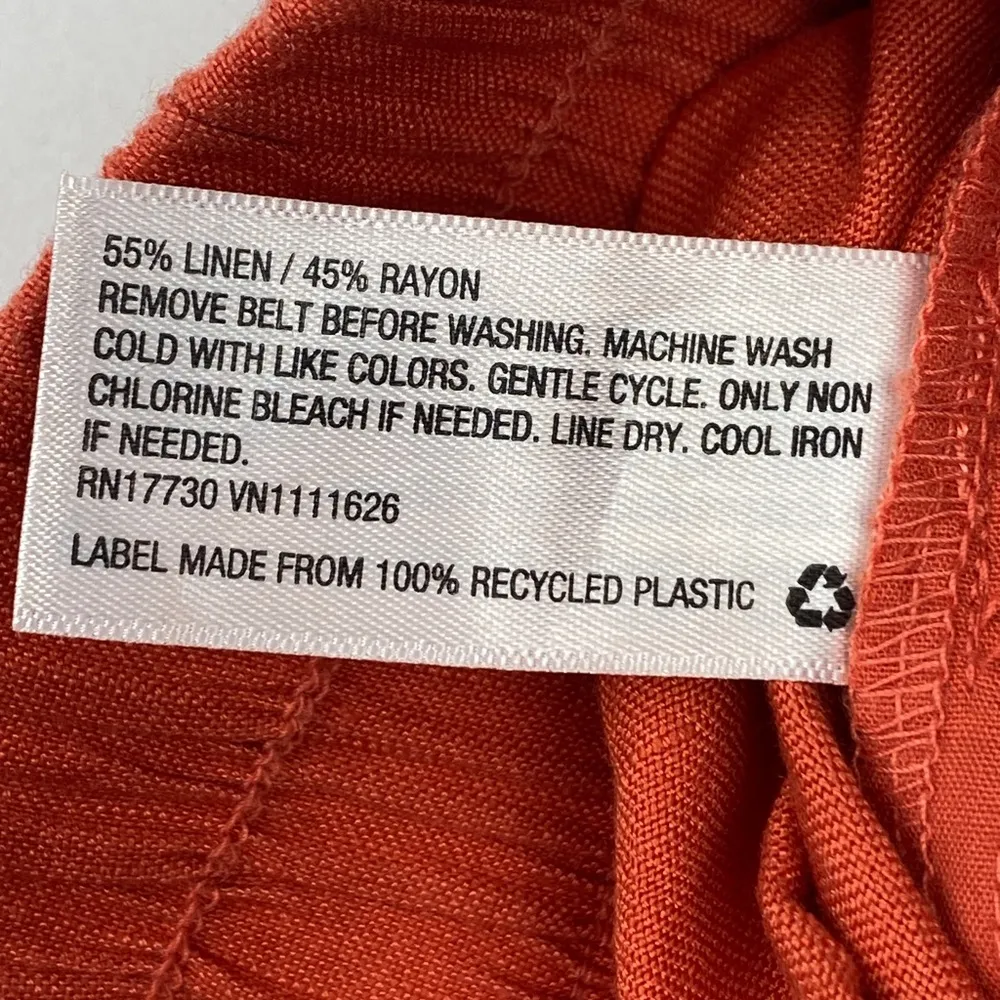 55% LINEN / 45% RAYON
REMOVE BELT BEFORE WASHING. MACHINE WASH
COLD WITH LIKE COLORS. GENTLE CYCLE. ONLY NON
CHLORINE BLEACH IF NEEDED. LINE DRY. COOL IRON
IF NEEDED.
RN17730 VN1111626
LABEL MADE FROM 100% RECYCLED PLASTIC